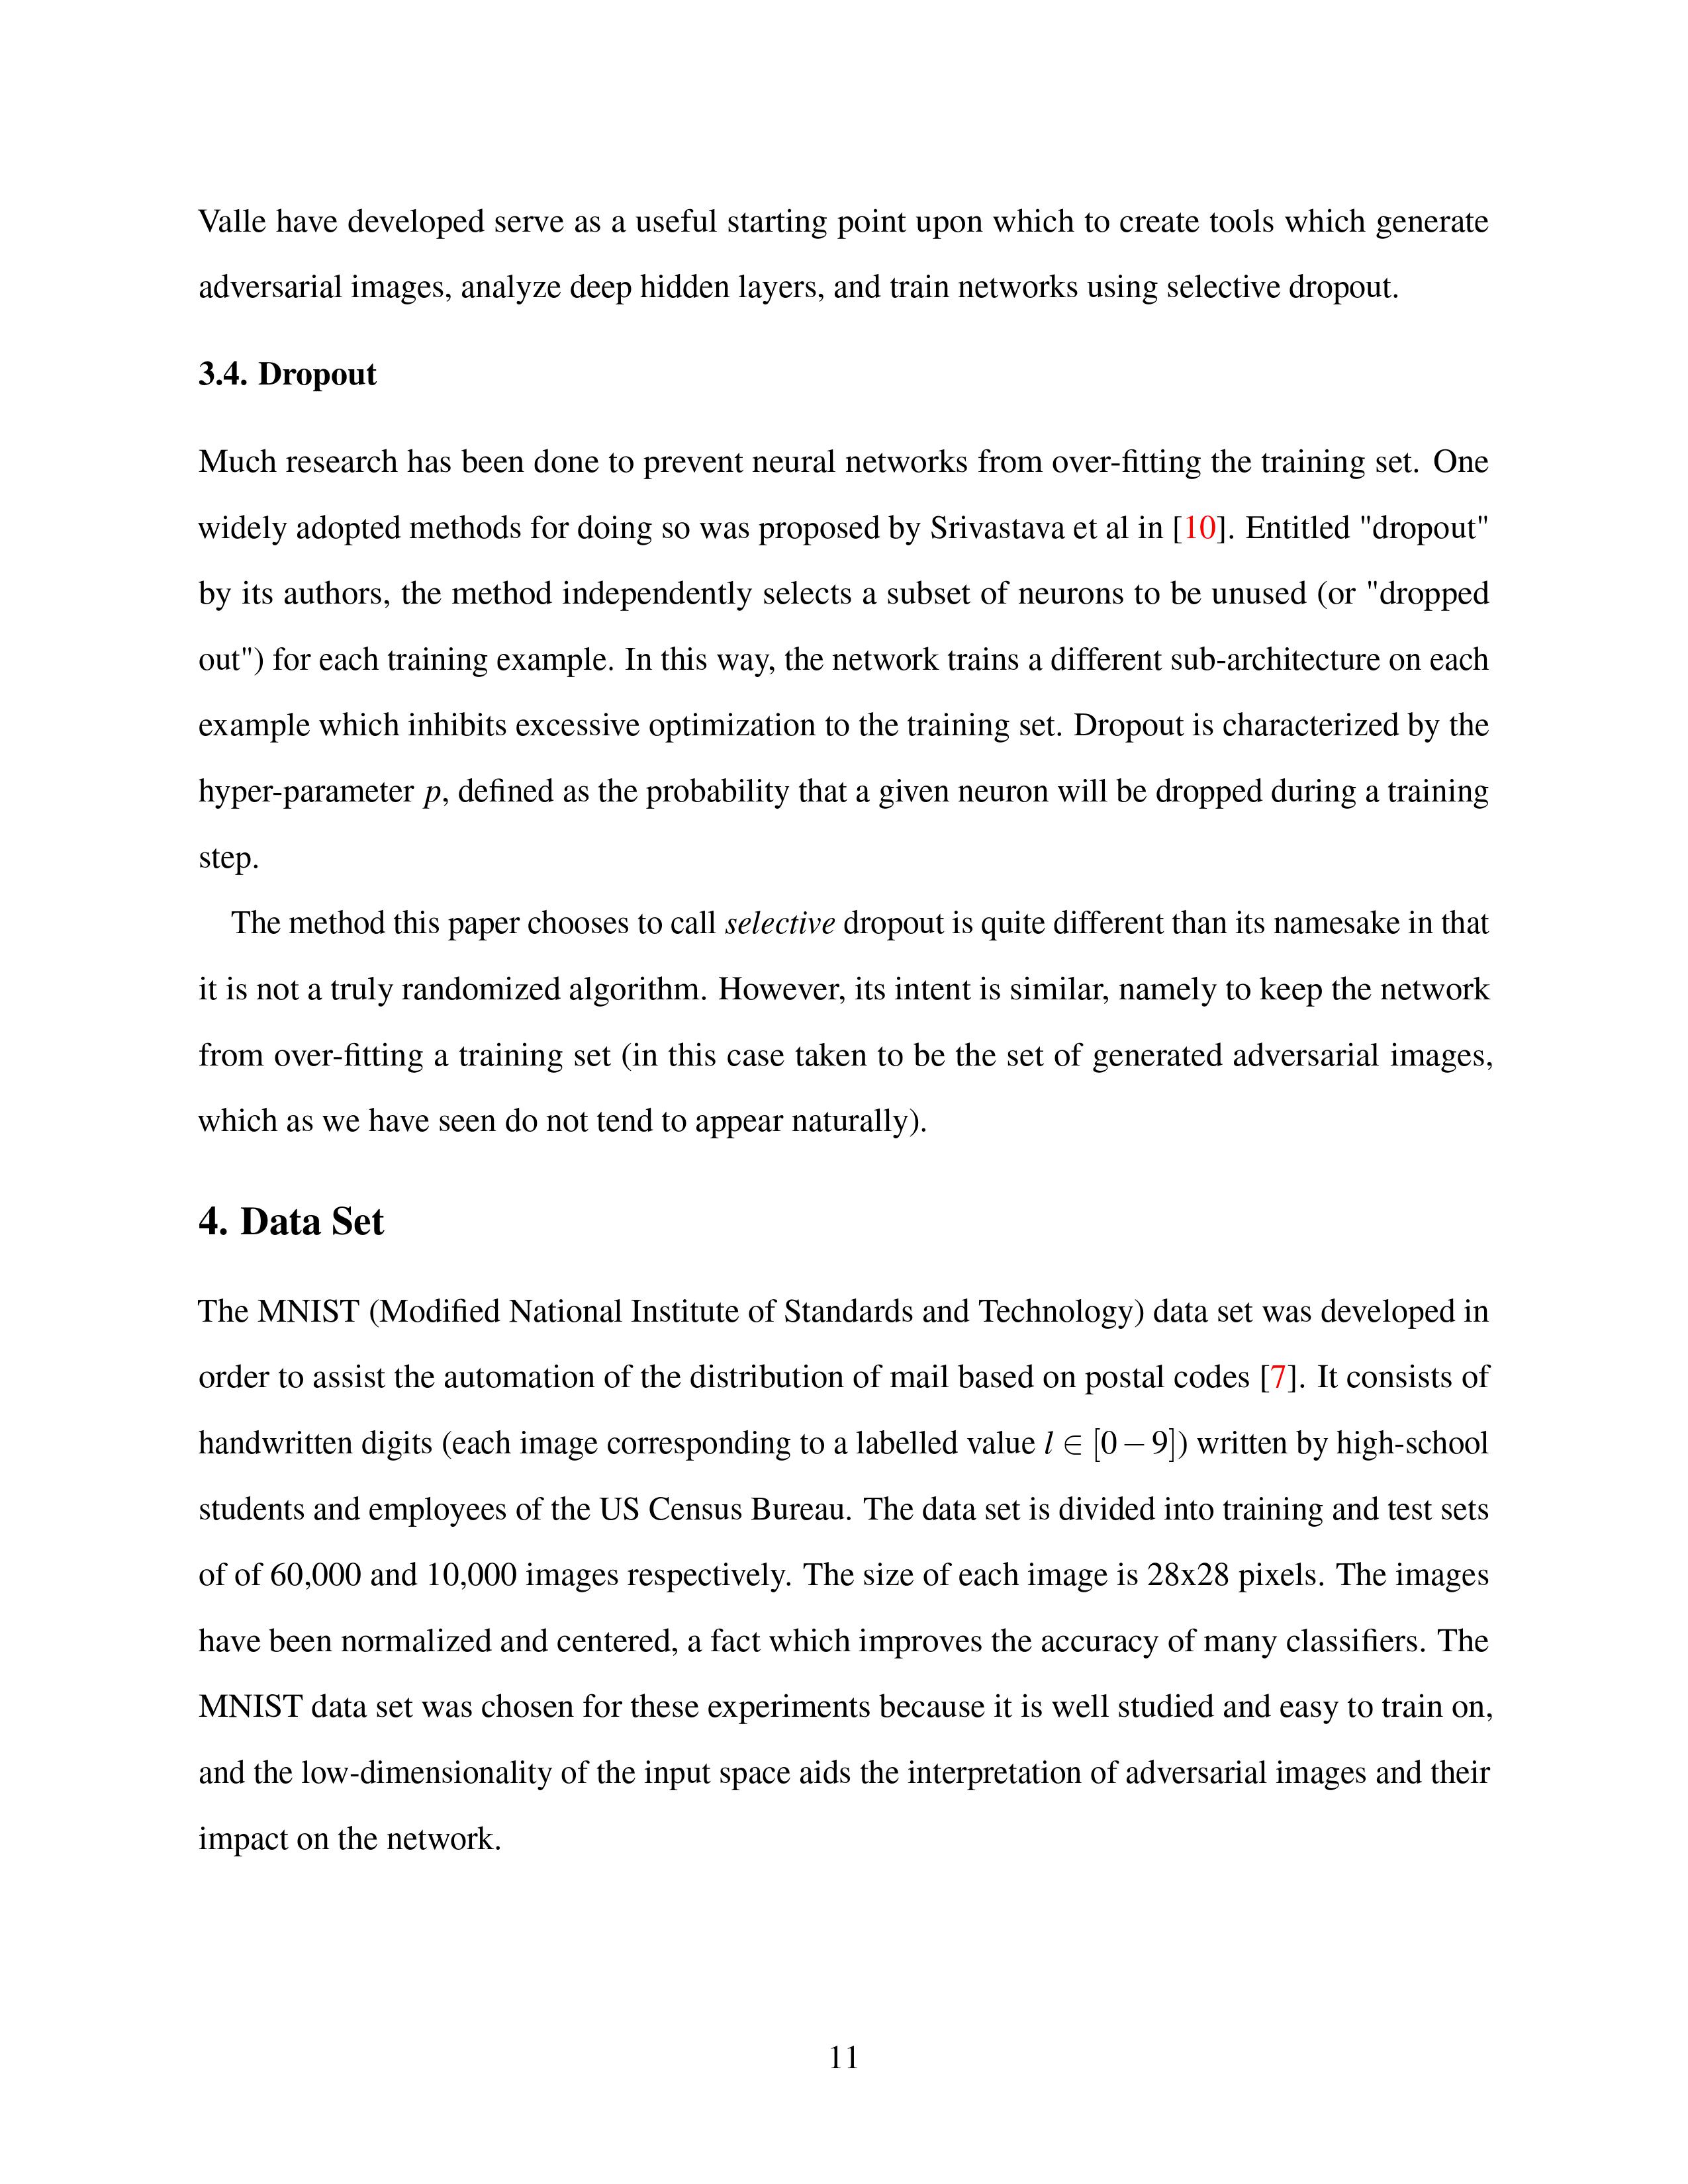 Valle have developed serve as a useful starting point upon which to create tools which generate
adversarial images, analyze deep hidden layers, and train networks using selective dropout.
3.4. Dropout
Much research has been done to prevent neural networks from over-fitting the training set. One
widely adopted methods for doing so was proposed by Srivastava et al in [10]. Entitled "dropout"
by its authors, the method independently selects a subset of neurons to be unused (or "dropped
out") for each training example. In this way, the network trains a different sub-architecture on each
example which inhibits excessive optimization to the training set. Dropout is characterized by the
hyper-parameter p, defined as the probability that a given neuron will be dropped during a training
step.
The method this paper chooses to call selective dropout is quite different than its namesake in that
it is not a truly randomized algorithm. However, its intent is similar, namely to keep the network
from over-fitting a training set (in this case taken to be the set of generated adversarial images,
which as we have seen do not tend to appear naturally).
4. Data Set
The MNIST (Modified National Institute of Standards and Technology) data set was developed in
order to assist the automation of the distribution of mail based on postal codes [7]. It consists of
handwritten digits (each image corresponding to a labelled value l ∈ [0 − 9]) written by high-school
students and employees of the US Census Bureau. The data set is divided into training and test sets
of of 60,000 and 10,000 images respectively. The size of each image is 28x28 pixels. The images
have been normalized and centered, a fact which improves the accuracy of many classifiers. The
MNIST data set was chosen for these experiments because it is well studied and easy to train on,
and the low-dimensionality of the input space aids the interpretation of adversarial images and their
impact on the network.
11